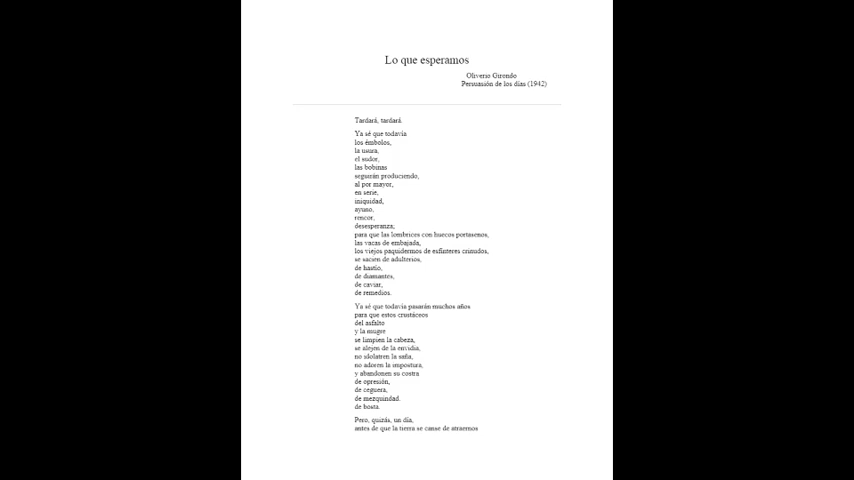 Lo que esperamos
Oliverio Girondo
Persuasión de los días (1942)
Tardará, tardará.
Ya sé que todavía
los émbolos,
la usura,
el sudor,
las bobinas
seguirán produciendo,
al por mayor,
en serie,
iniquidad,
ayuno,
rencor,
desesperanza;
para que las lombrices con huecos portasenos,
las vacas de embajada,
los viejos paquidermos de esfínteres crinudos,
se sacien de adulterios,
de hastío,
de diamantes,
de caviar,
de remedios.
Ya sé que todavía pasarán muchos años
para que estos crustáceos
del asfalto
y la mugre
se limpien la cabeza,
se alejen de la envidia,
no idolatren la saña,
no adoren la impostura,
y abandonen su costra
de opresión,
de ceguera,
de mezquindad.
de bosta.
Pero, quizás, un día,
antes de que la tierra se canse de atraernos